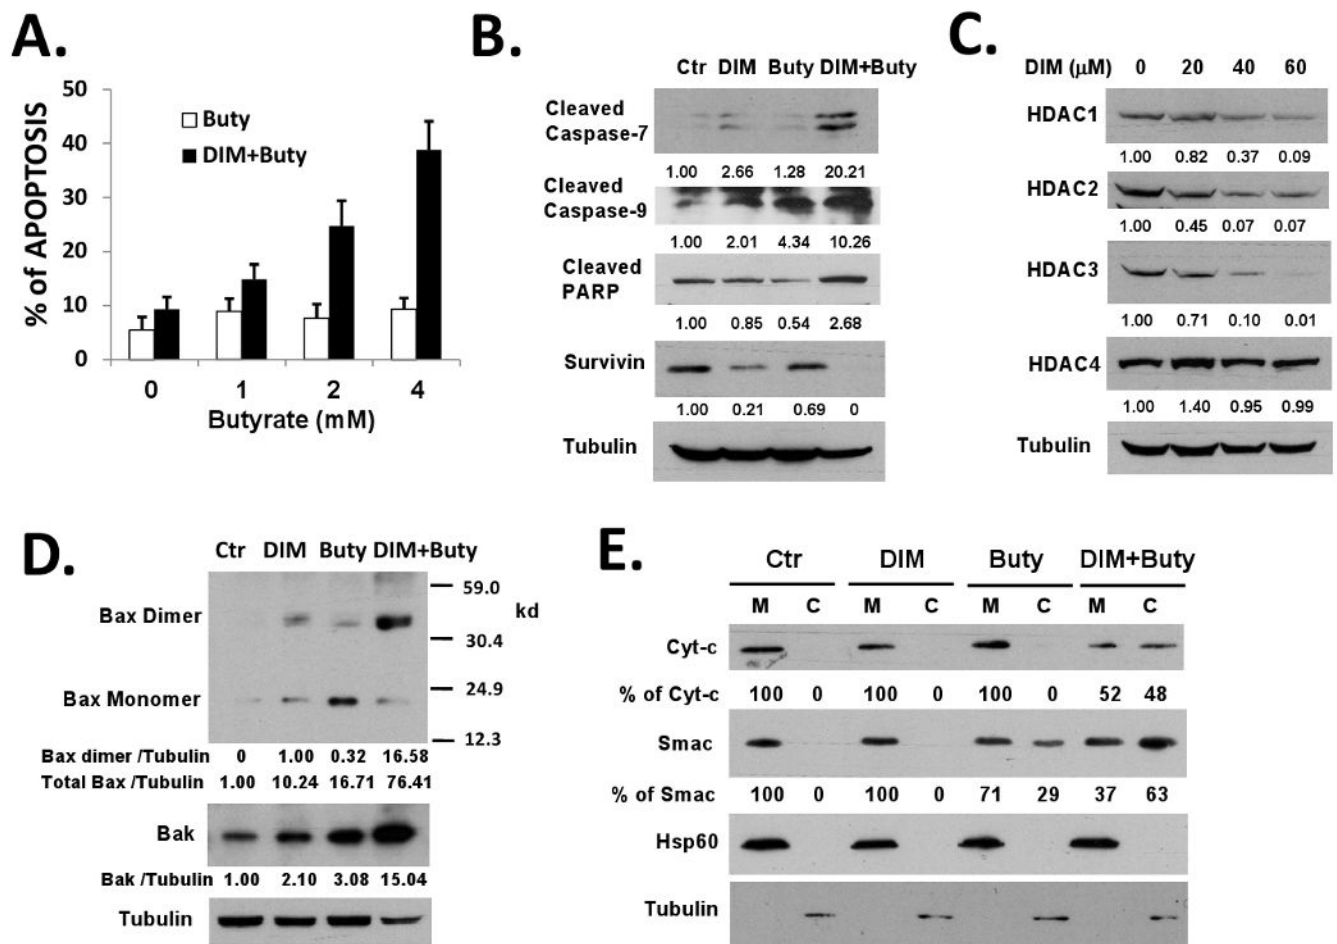 A.
% of APOPTOSIS
50
40
30
20
10
0
Buty
DIM+Buty
0 1 2 4
Butyrate (mM)
B.
Ctr DIM Buty DIM+Buty
Cleaved
Caspase-7
1.00 2.66 1.28 20.21
Cleaved
Caspase-9
1.00 2.01 4.34 10.26
Cleaved
PARP
1.00 0.85 0.54 2.68
Survivin
1.00 0.21 0.69 0
Tubulin
C.
DIM (μM) 0 20 40 60
HDAC1
1.00 0.82 0.37 0.09
HDAC2
1.00 0.45 0.07 0.07
HDAC3
1.00 0.71 0.10 0.01
HDAC4
1.00 1.40 0.95 0.99
Tubulin
D.
Ctr DIM Buty DIM+Buty
59.0
Bax Dimer
kd
30.4
24.9
Bax Monomer
12.3
Bax dimer /Tubulin 0 1.00 0.32 16.58
Total Bax /Tubulin 1.00 10.24 16.71 76.41
Bak
Bak /Tubulin 1.00 2.10 3.08 15.04
Tubulin
E.
Ctr DIM Buty DIM+Buty
M C M C M C M C
Cyt-c
% of Cyt-c 100 0 100 0 100 0 52 48
Smac
% of Smac 100 0 100 0 71 29 37 63
Hsp60
Tubulin